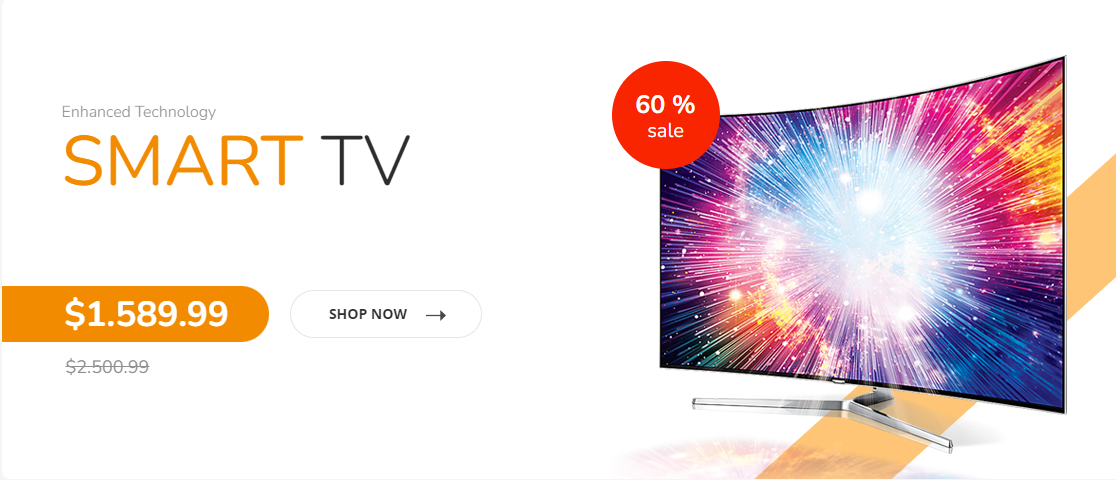 Enhanced Technology
SMART TV
60 %
sale
$1.589.99
SHOP NOW
$2.500.99